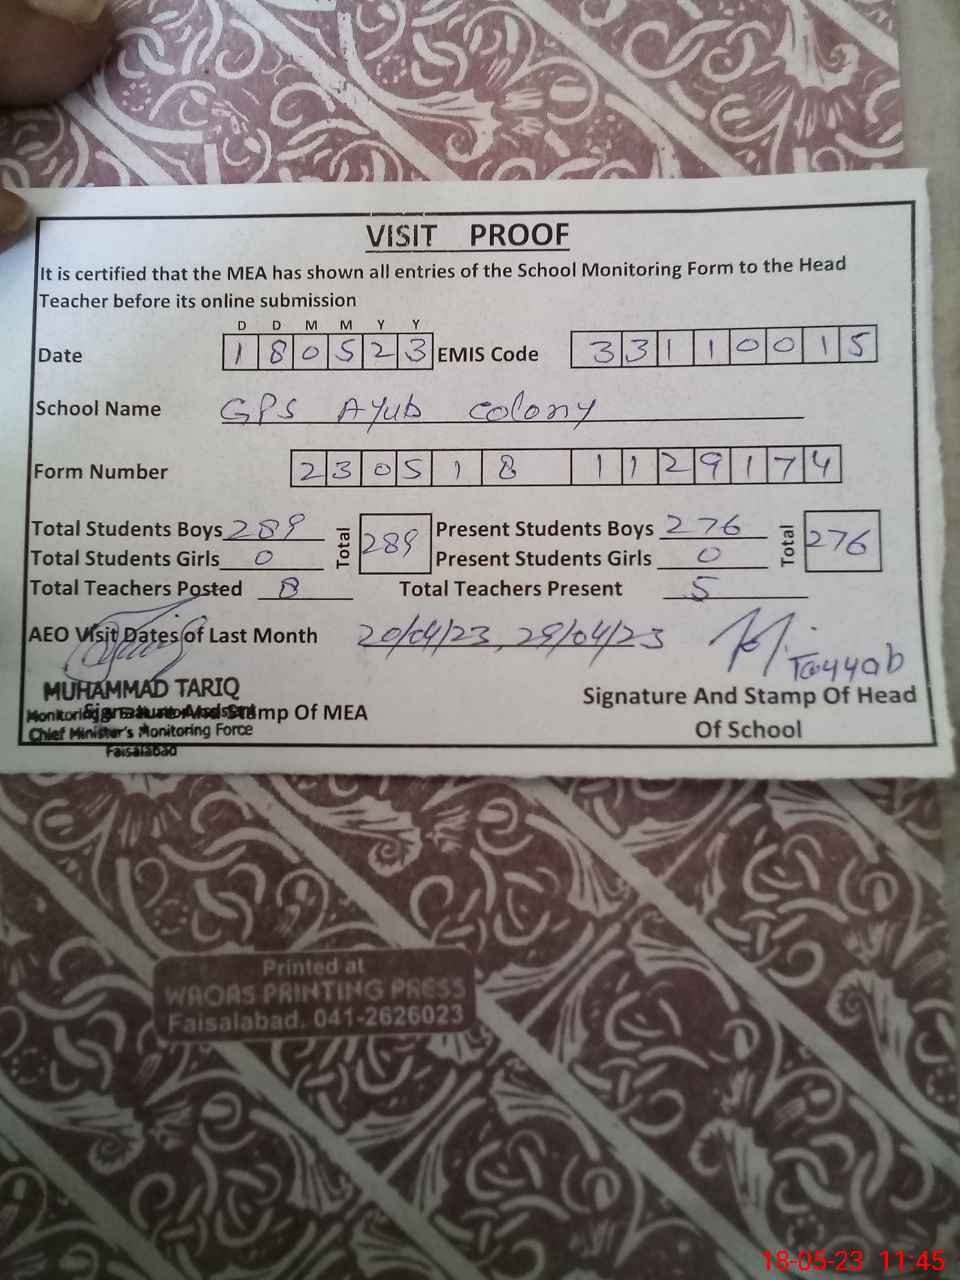 VISIT PROOF
It is certified that the MEA has shown all entries of the School Monitoring Form to the Head
Teacher before its online submission
D D M M Y Y
Date 1 8 0 5 2 3 EMIS Code 3 3 1 1 0 0 1 5
School Name GPS Ayub colony
Form Number 2 3 0 5 1 8 1 1 2 9 1 7 4
Total Students Boys 289 Total 289 Present Students Boys 276 Total 276
Total Students Girls 0 Present Students Girls 0
Total Teachers Posted 8 Total Teachers Present 5
AEO Visit Dates of Last Month 20/04/23, 29/04/23
Tayyab
MUHAMMAD TARIQ
Signature And Stamp Of MEA
Monitoring & Evaluation Assistant
Chief Minister's Monitoring Force
Faisalabad
Signature And Stamp Of Head
Of School
Printed at
WAQAS PRINTING PRESS
Faisalabad. 041-2626023
18-05-23 11:45